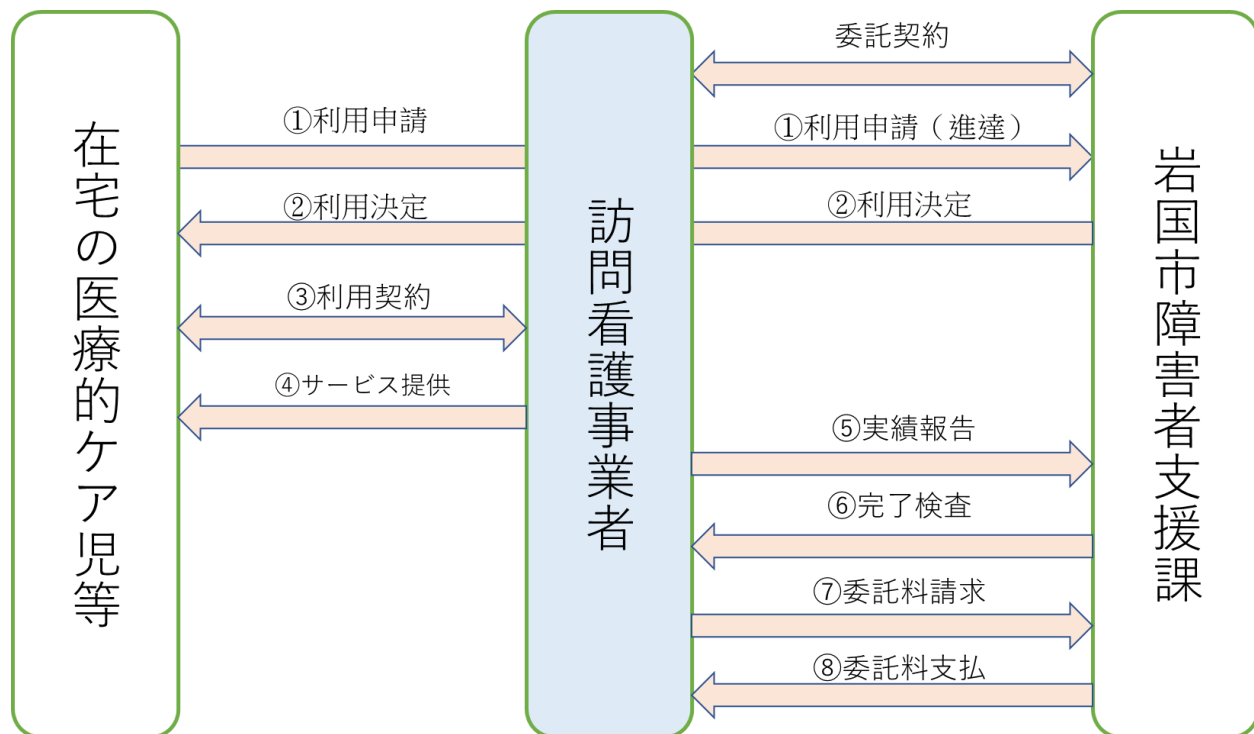 在宅の医療的ケア児等
①利用申請
②利用決定
③利用契約
④サービス提供
訪問看護事業者
委託契約
①利用申請（進達）
②利用決定
⑤実績報告
⑥完了検査
⑦委託料請求
⑧委託料支払
岩国市障害者支援課